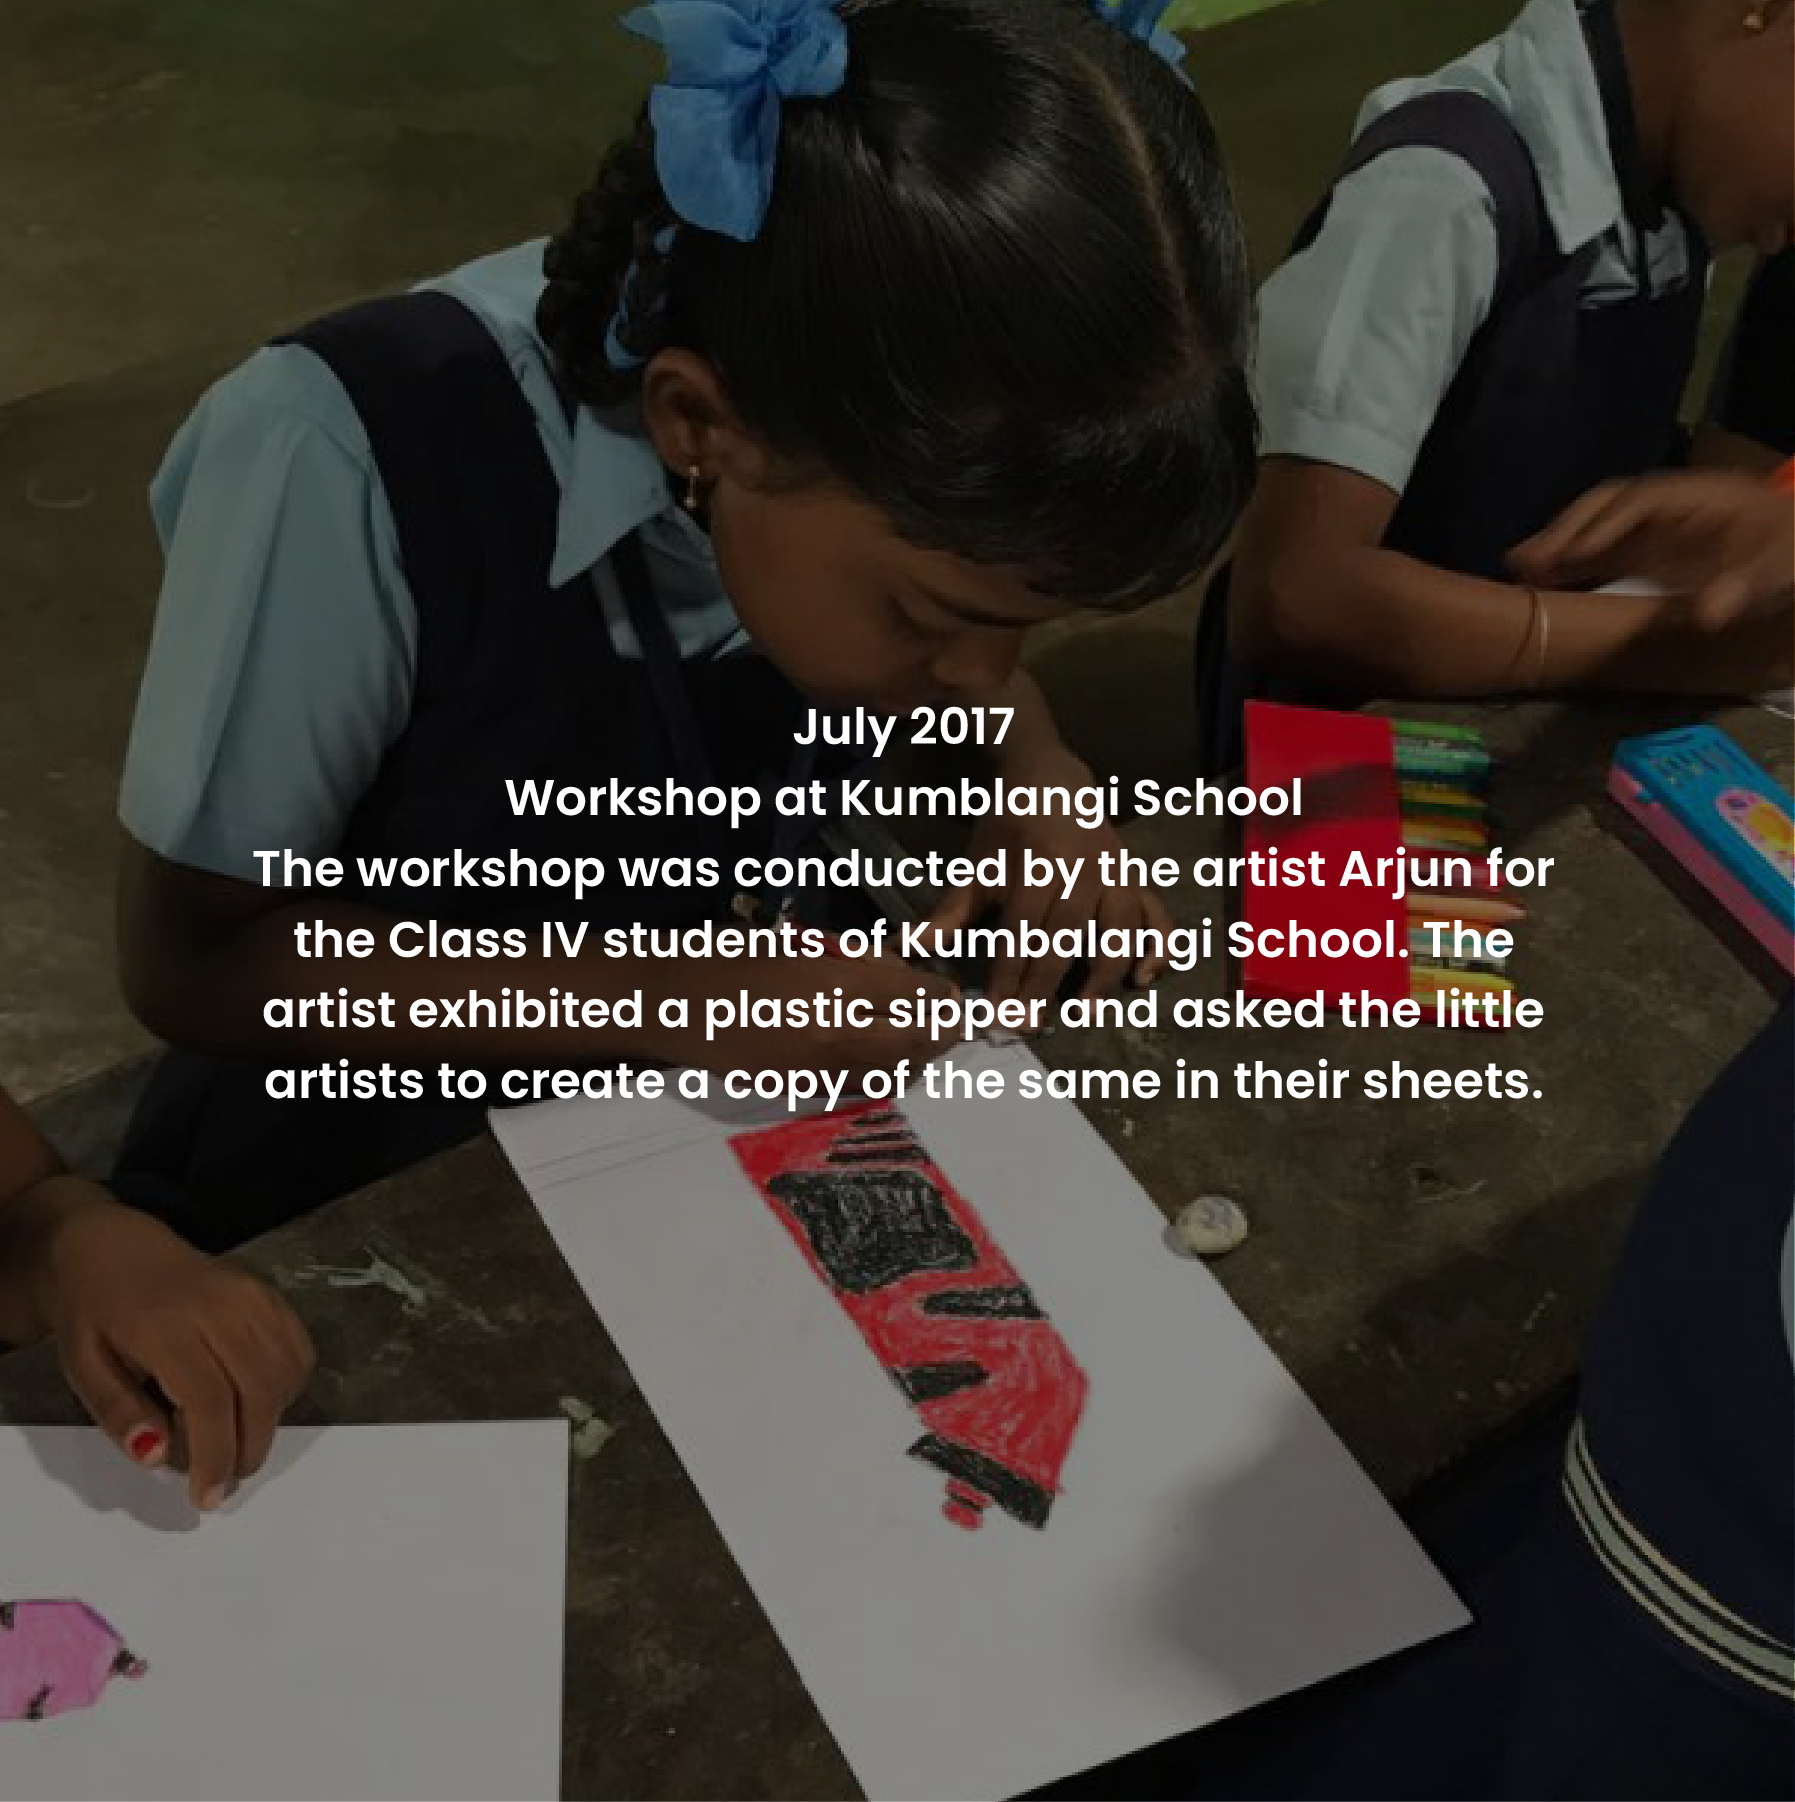 July 2017
Workshop at Kumblangi School
The workshop was conducted by the artist Arjun for
the Class IV students of Kumbalangi School. The
artist exhibited a plastic sipper and asked the little
artists to create a copy of the same in their sheets.